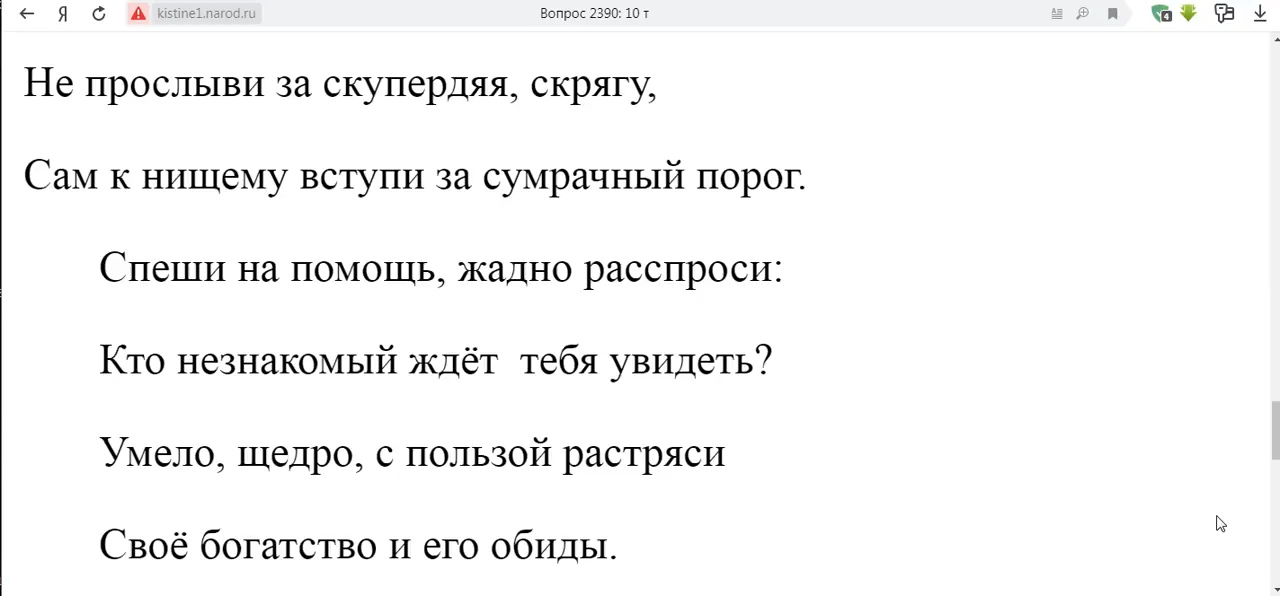 kistine1.narod.ru
Вопрос 2390: 10 т
4
Не прослыви за скупердяя, скрягу,
Сам к нищему вступи за сумрачный порог.
Спеши на помощь, жадно расспроси:
Кто незнакомый ждёт тебя увидеть?
Умело, щедро, с пользой растряси
Своё богатство и его обиды.